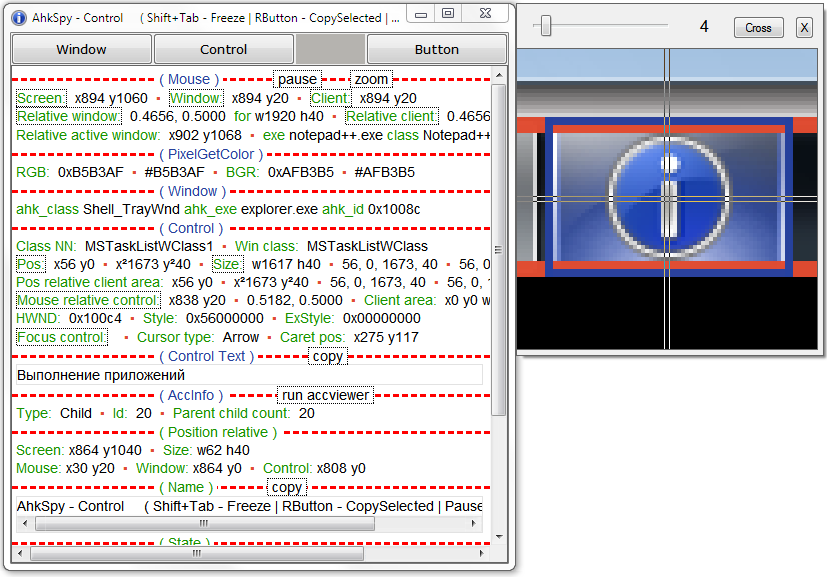 AhkSpy - Control ( Shift+Tab - Freeze | RButton - CopySelected | ...
Window Control Button
( Mouse ) pause zoom
Screen: x894 y1060 ▪ Window: x894 y20 ▪ Client: x894 y20
Relative window: 0.4656, 0.5000 for w1920 h40 ▪ Relative client: 0.4656
Relative active window: x902 y1068 ▪ exe notepad++.exe class Notepad++
( PixelGetColor )
RGB: 0xB5B3AF ▪ #B5B3AF ▪ BGR: 0xAFB3B5 ▪ #AFB3B5
( Window )
ahk_class Shell_TrayWnd ahk_exe explorer.exe ahk_id 0x1008c
( Control )
Class NN: MSTaskListWClass1 ▪ Win class: MSTaskListWClass
Pos: x56 y0 ▪ x²1673 y²40 ▪ Size: w1617 h40 ▪ 56, 0, 1673, 40 ▪ 56, 0
Pos relative client area: x56 y0 ▪ x²1673 y²40 ▪ 56, 0, 1673, 40 ▪ 56, 0, 1
Mouse relative control: x838 y20 ▪ 0.5182, 0.5000 ▪ Client area: x0 y0 w
HWND: 0x100c4 ▪ Style: 0x56000000 ▪ ExStyle: 0x00000000
Focus control: ▪ Cursor type: Arrow ▪ Caret pos: x275 y117
( Control Text ) copy
Выполнение приложений
( AccInfo ) run accviewer
Type: Child ▪ Id: 20 ▪ Parent child count: 20
( Position relative )
Screen: x864 y1040 ▪ Size: w62 h40
Mouse: x30 y20 ▪ Window: x864 y0 ▪ Control: x808 y0
( Name ) copy
AhkSpy - Control ( Shift+Tab - Freeze | RButton - CopySelected | Pause
( State )
4 Cross X